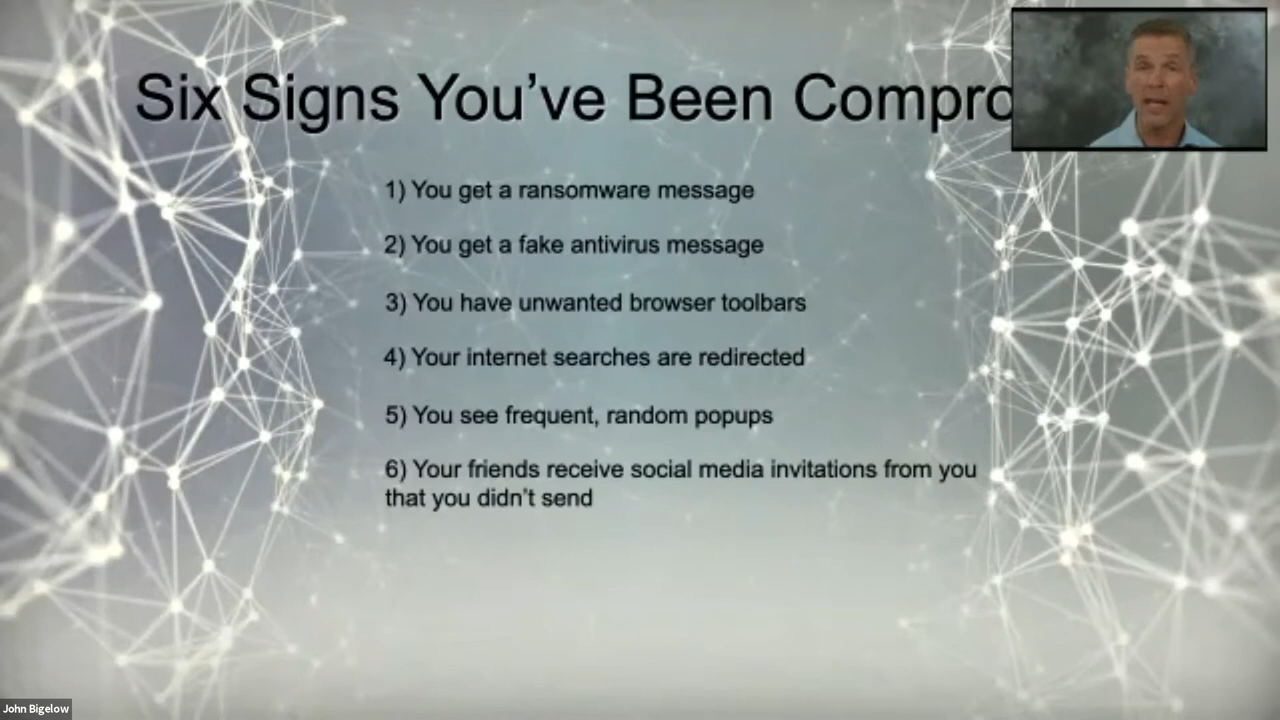 Six Signs You’ve Been Compro
1) You get a ransomware message
2) You get a fake antivirus message
3) You have unwanted browser toolbars
4) Your internet searches are redirected
5) You see frequent, random popups
6) Your friends receive social media invitations from you
that you didn’t send
John Bigelow